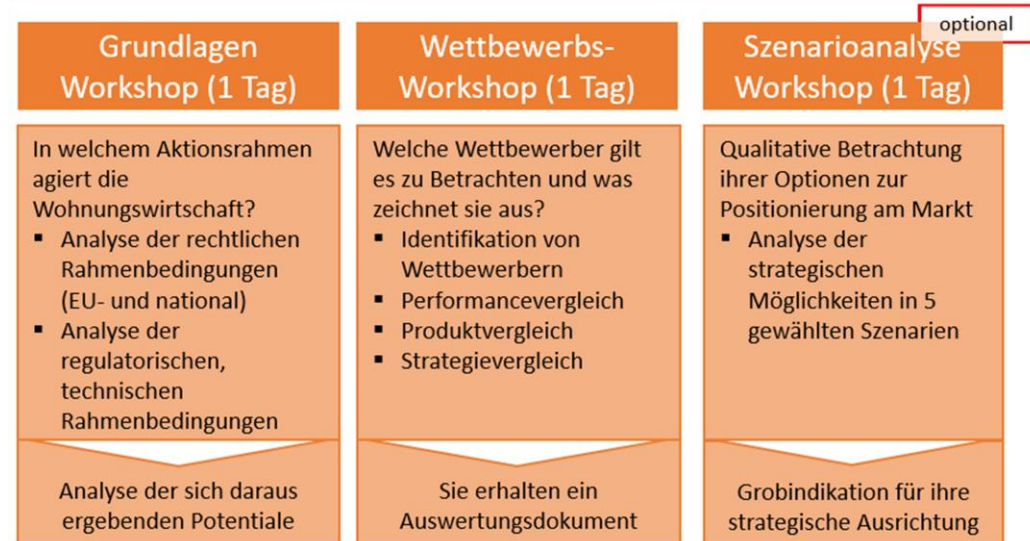 optional
Grundlagen
Workshop (1 Tag)
In welchem Aktionsrahmen
agiert die
Wohnungswirtschaft?
▪ Analyse der rechtlichen
Rahmenbedingungen
(EU- und national)
▪ Analyse der
regulatorischen,
technischen
Rahmenbedingungen
Analyse der sich daraus
ergebenden Potentiale
Wettbewerbs-
Workshop (1 Tag)
Welche Wettbewerber gilt
es zu Betrachten und was
zeichnet sie aus?
▪ Identifikation von
Wettbewerbern
▪ Performancevergleich
▪ Produktvergleich
▪ Strategievergleich
Sie erhalten ein
Auswertungsdokument
Szenarioanalyse
Workshop (1 Tag)
Qualitative Betrachtung
ihrer Optionen zur
Positionierung am Markt
▪ Analyse der
strategischen
Möglichkeiten in 5
gewählten Szenarien
Grobindikation für ihre
strategische Ausrichtung